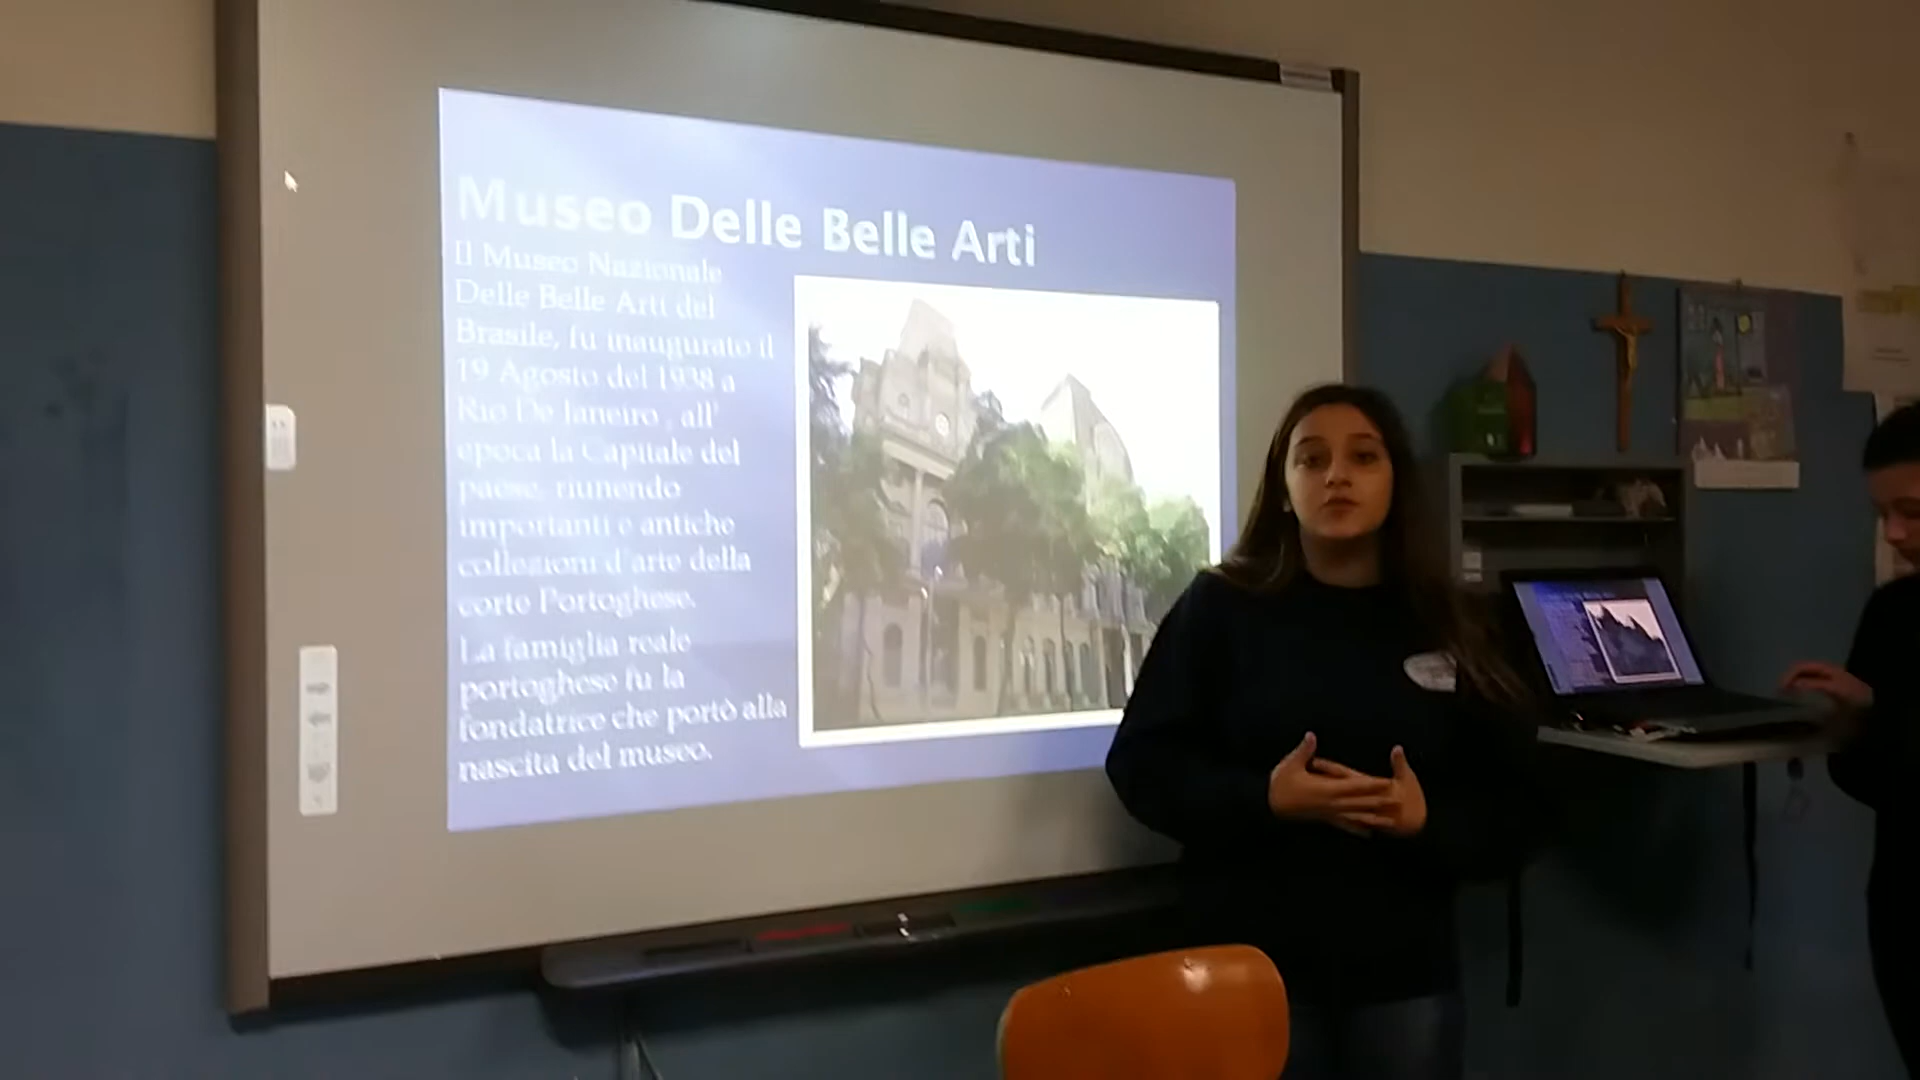 Museo Delle Belle Arti
Il Museo Nazionale
Delle Belle Arti del
Brasile, fu inaugurato il
19 Agosto del 1938 a
Rio De Janeiro , all'
epoca la Capitale del
paese, riunendo
importanti e antiche
collezioni d'arte della
corte Portoghese.
La famiglia reale
portoghese fu la
fondatrice che portò alla
nascita del museo.